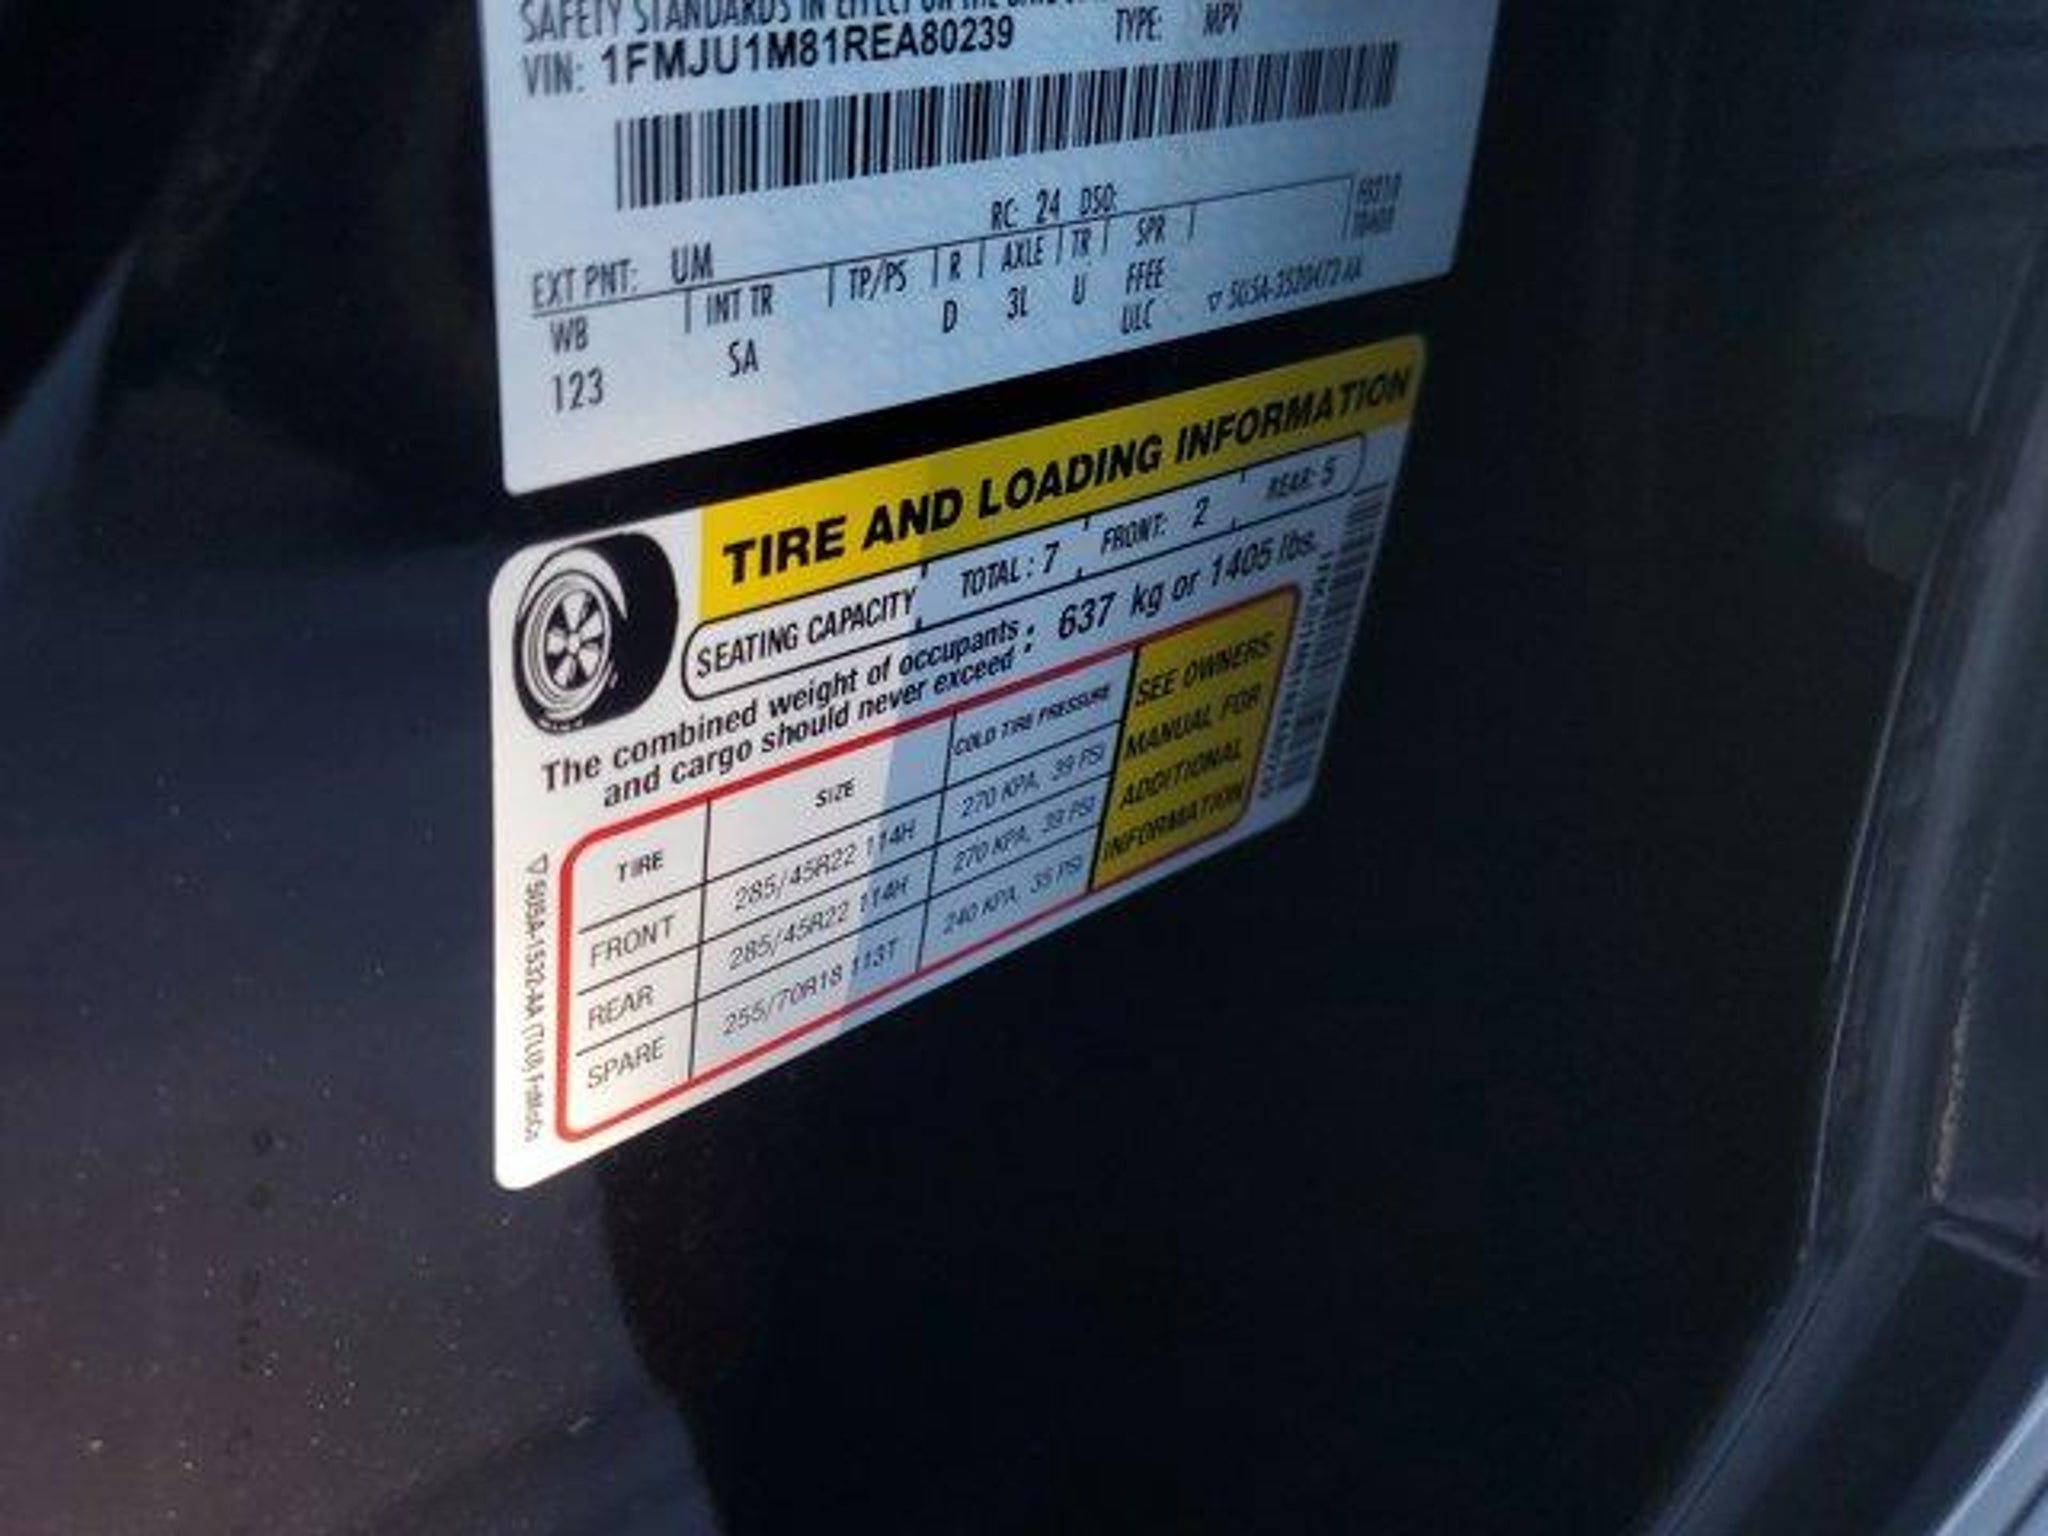 SAFETY STANDARDS IN EFFECT ON THE
VIN: 1FMJU1M81REA80239 TYPE: MPV
RC: 24 DSO:
EXT PNT: UM
WB INT TR TP/PS R AXLE TR SPR
123 SA D 3L U FFEE
ULC
TIRE AND LOADING INFORMATION
SEATING CAPACITY TOTAL : 7 FRONT: 2 REAR: 5
The combined weight of occupants
and cargo should never exceed : 637 kg or 1405 lbs.
TIRE SIZE COLD TIRE PRESSURE
FRONT 285/45R22 114H 270 KPA, 39 PSI
REAR 285/45R22 114H 270 KPA, 39 PSI
SPARE 255/70R18 113T 240 KPA, 35 PSI
SEE OWNERS
MANUAL FOR
ADDITIONAL
INFORMATION